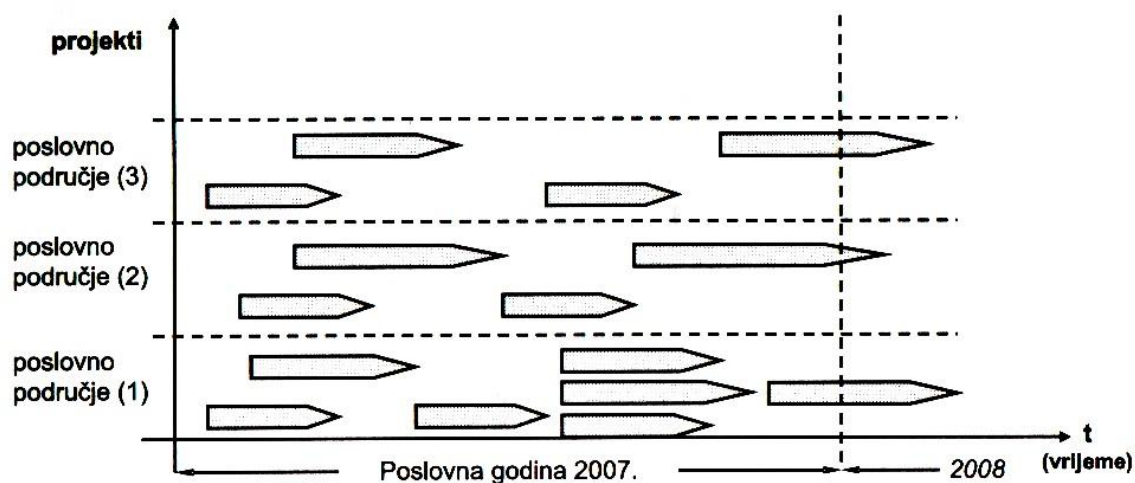 projekti
poslovno
područje (3)
poslovno
područje (2)
poslovno
područje (1)
t
(vrijeme)
Poslovna godina 2007.
2008